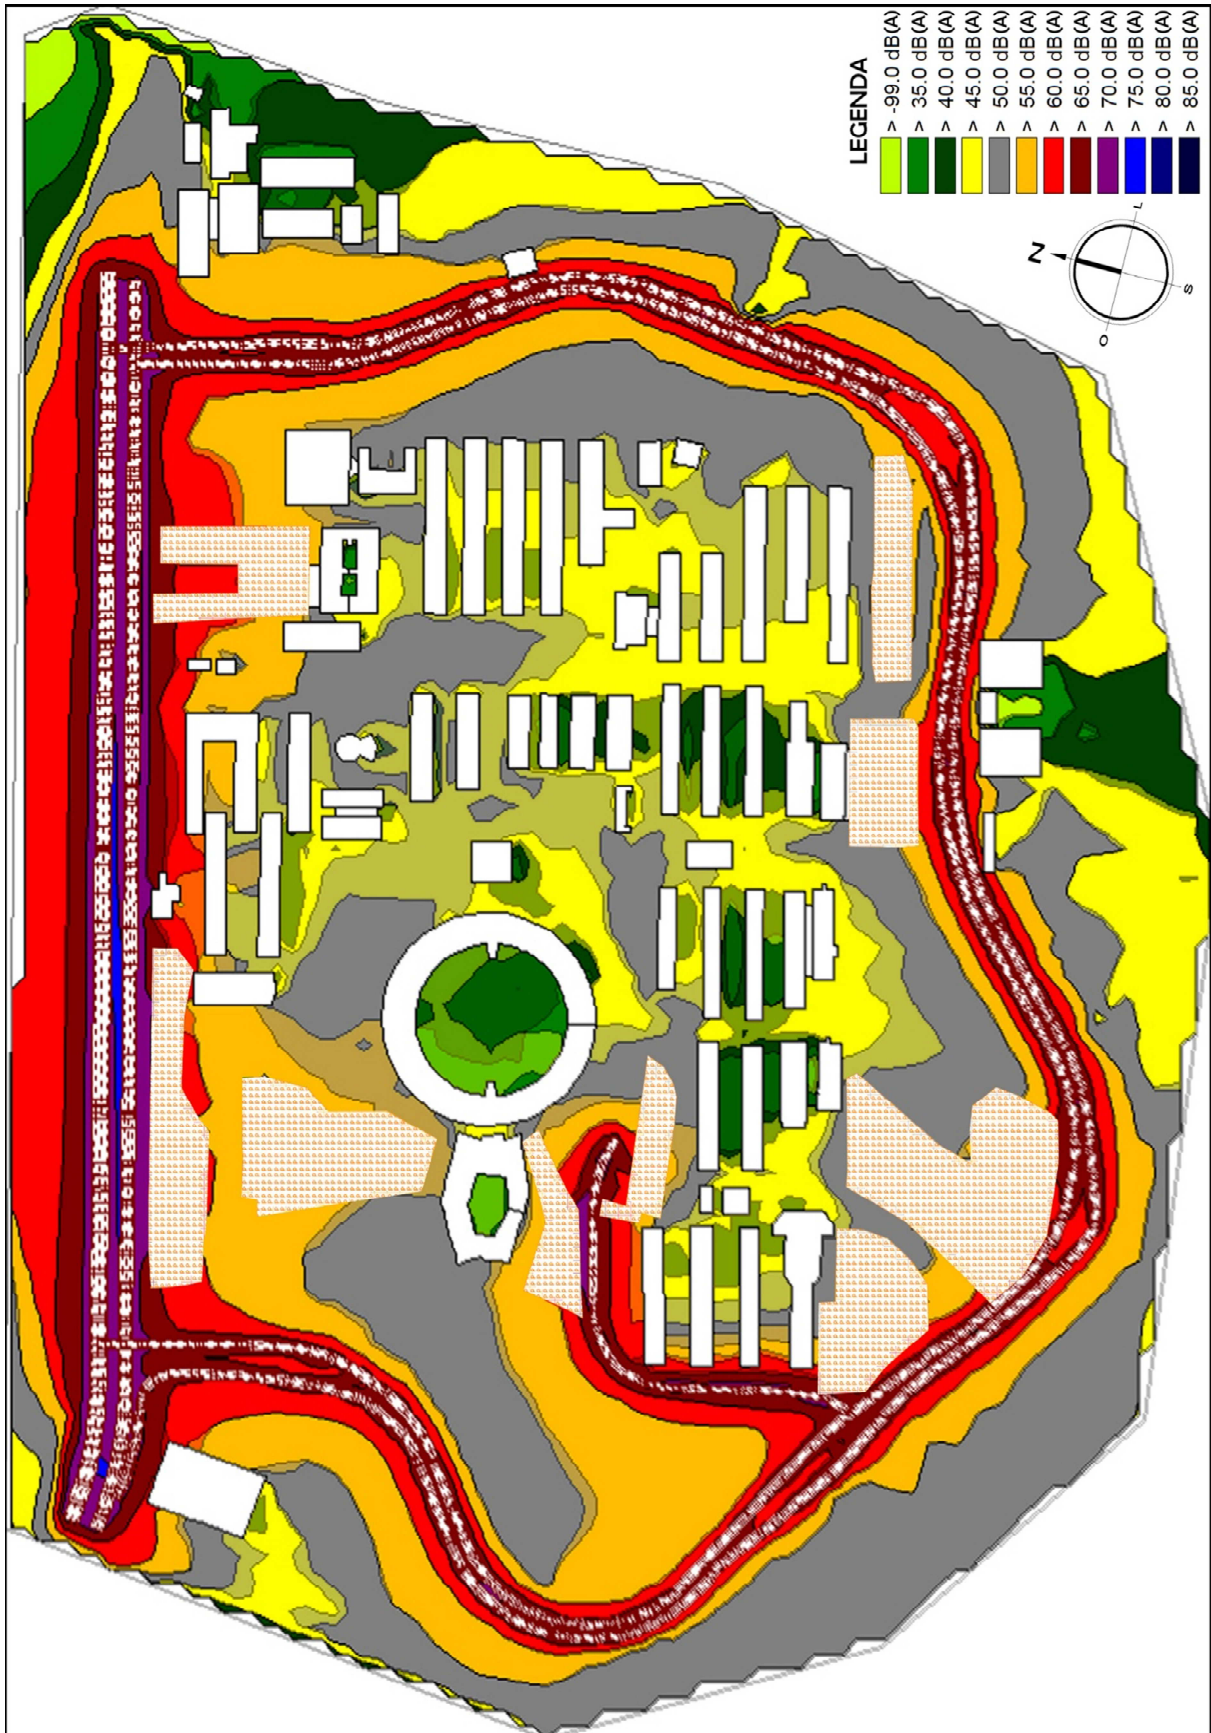 LEGENDA
> -99.0 dB(A)
> 35.0 dB(A)
> 40.0 dB(A)
> 45.0 dB(A)
> 50.0 dB(A)
> 55.0 dB(A)
> 60.0 dB(A)
> 65.0 dB(A)
> 70.0 dB(A)
> 75.0 dB(A)
> 80.0 dB(A)
> 85.0 dB(A)
N
L
S
O